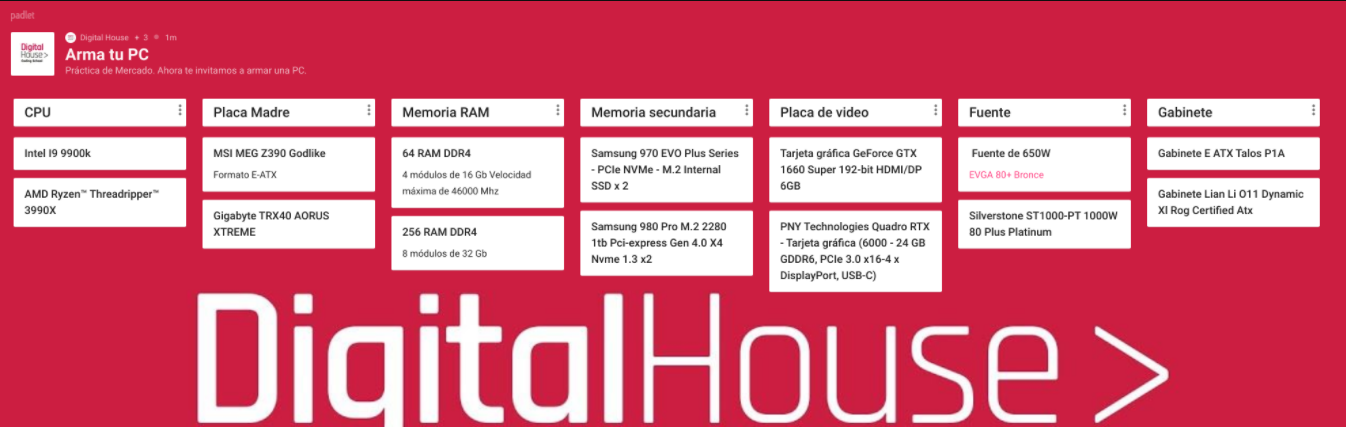 padlet
Digital
House>
Coding School
Digital House + 3 1m
Arma tu PC
Práctica de Mercado. Ahora te invitamos a armar una PC.
CPU
Intel I9 9900k
AMD Ryzen™ Threadripper™
3990X
Placa Madre
MSI MEG Z390 Godlike
Formato E-ATX
Gigabyte TRX40 AORUS
XTREME
Memoria RAM
64 RAM DDR4
4 módulos de 16 Gb Velocidad
máxima de 46000 Mhz
256 RAM DDR4
8 módulos de 32 Gb
Memoria secundaria
Samsung 970 EVO Plus Series
- PCIe NVMe - M.2 Internal
SSD x 2
Samsung 980 Pro M.2 2280
1tb Pci-express Gen 4.0 X4
Nvme 1.3 x2
Placa de video
Tarjeta gráfica GeForce GTX
1660 Super 192-bit HDMI/DP
6GB
PNY Technologies Quadro RTX
- Tarjeta gráfica (6000 - 24 GB
GDDR6, PCIe 3.0 x16-4 x
DisplayPort, USB-C)
Fuente
Fuente de 650W
EVGA 80+ Bronce
Silverstone ST1000-PT 1000W
80 Plus Platinum
Gabinete
Gabinete E ATX Talos P1A
Gabinete Lian Li O11 Dynamic
Xl Rog Certified Atx
DigitalHouse>